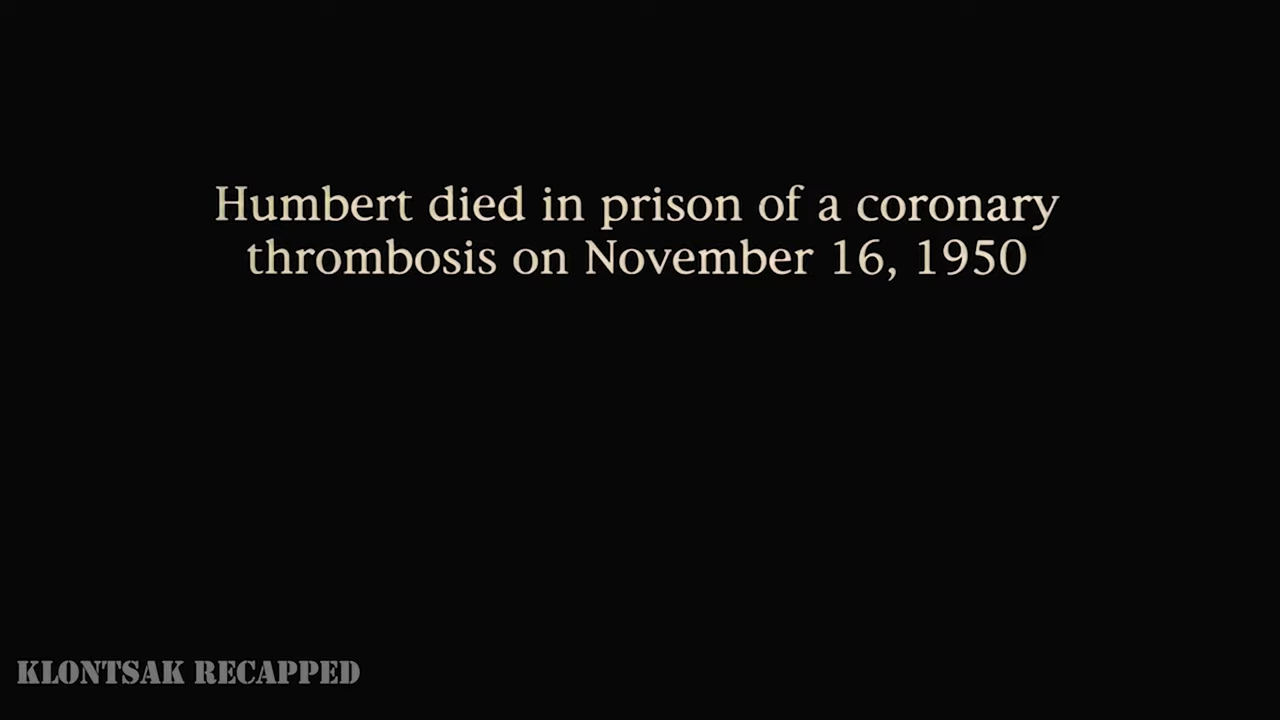 Humbert died in prison of a coronary
thrombosis on November 16, 1950
KLONTSAK RECAPPED